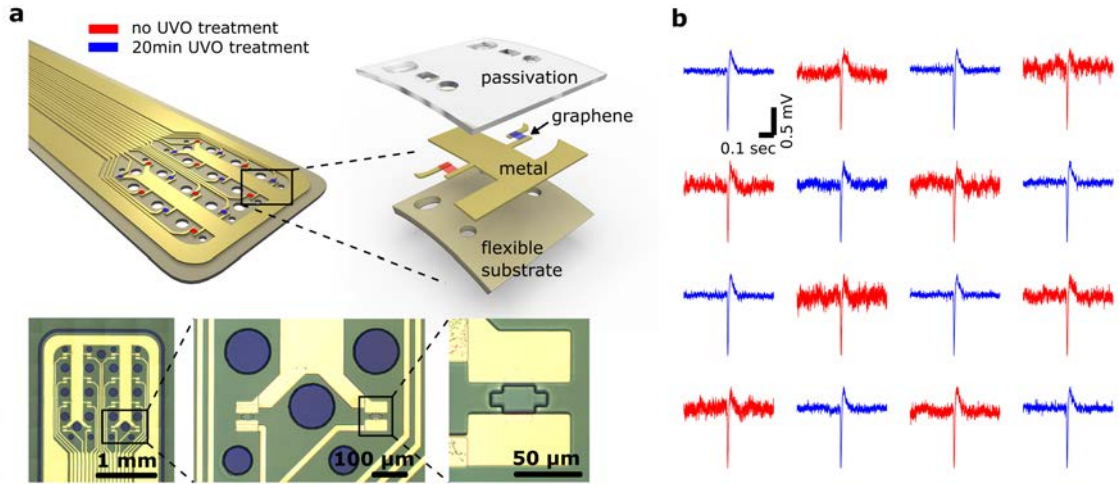 a
no UVO treatment
20min UVO treatment
passivation
graphene
metal
flexible
substrate
1 mm
100 µm
50 µm
b
0.1 sec
0.5 mV